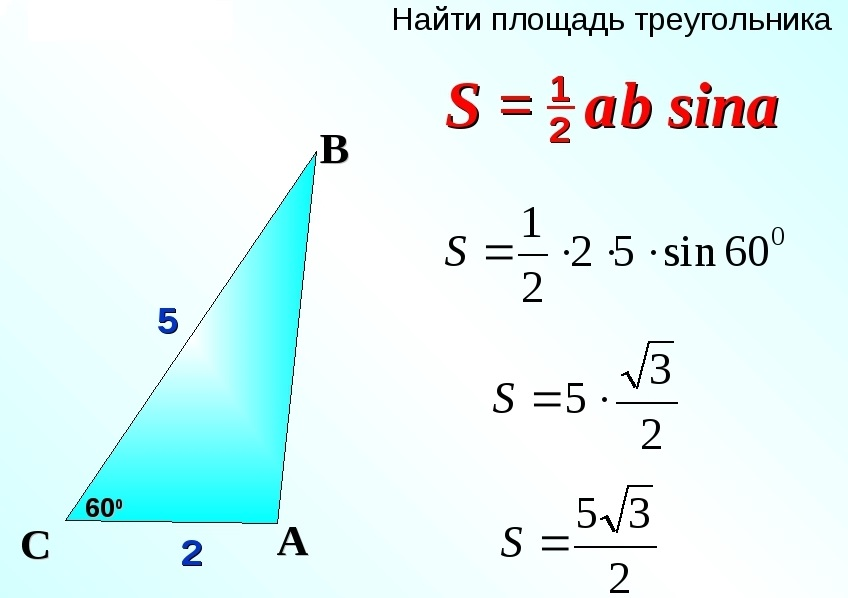 Найти площадь треугольника
S = 1/2 ab sina
B
S = 1/2 ·2 ·5 · sin 60⁰
5
S = 5 · √3/2
60⁰
C
2
A
S = 5√3/2